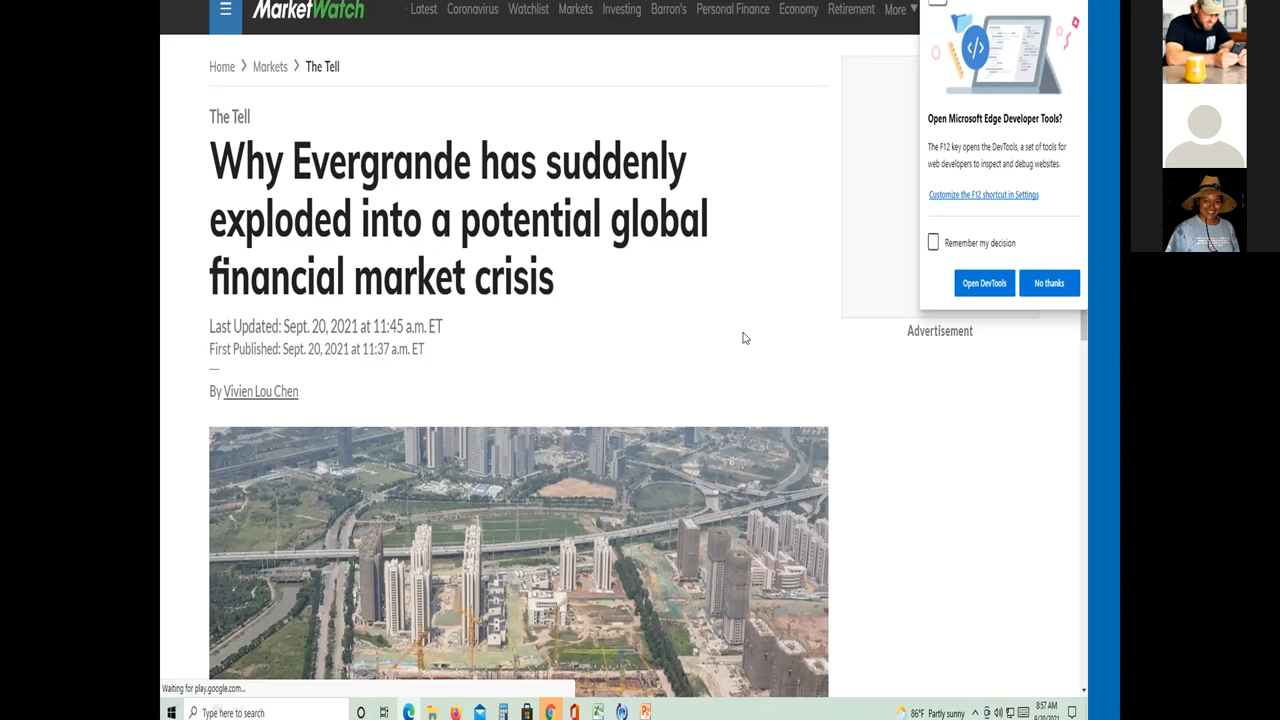 MarketWatch
Latest Coronavirus Watchlist Markets Investing Barron's Personal Finance Economy Retirement More
Home > Markets > The Tell
The Tell
Why Evergrande has suddenly
exploded into a potential global
financial market crisis
Last Updated: Sept. 20, 2021 at 11:45 a.m. ET
First Published: Sept. 20, 2021 at 11:37 a.m. ET
—
By Vivien Lou Chen
Open Microsoft Edge Developer Tools?
The F12 key opens the DevTools, a set of tools for
web developers to inspect and debug websites.
Customize the F12 shortcut in Settings
Remember my decision
Open DevTools No thanks
Advertisement
Waiting for play.google.com...
Type here to search
86°F Partly sunny
8:57 AM
9/20/2021